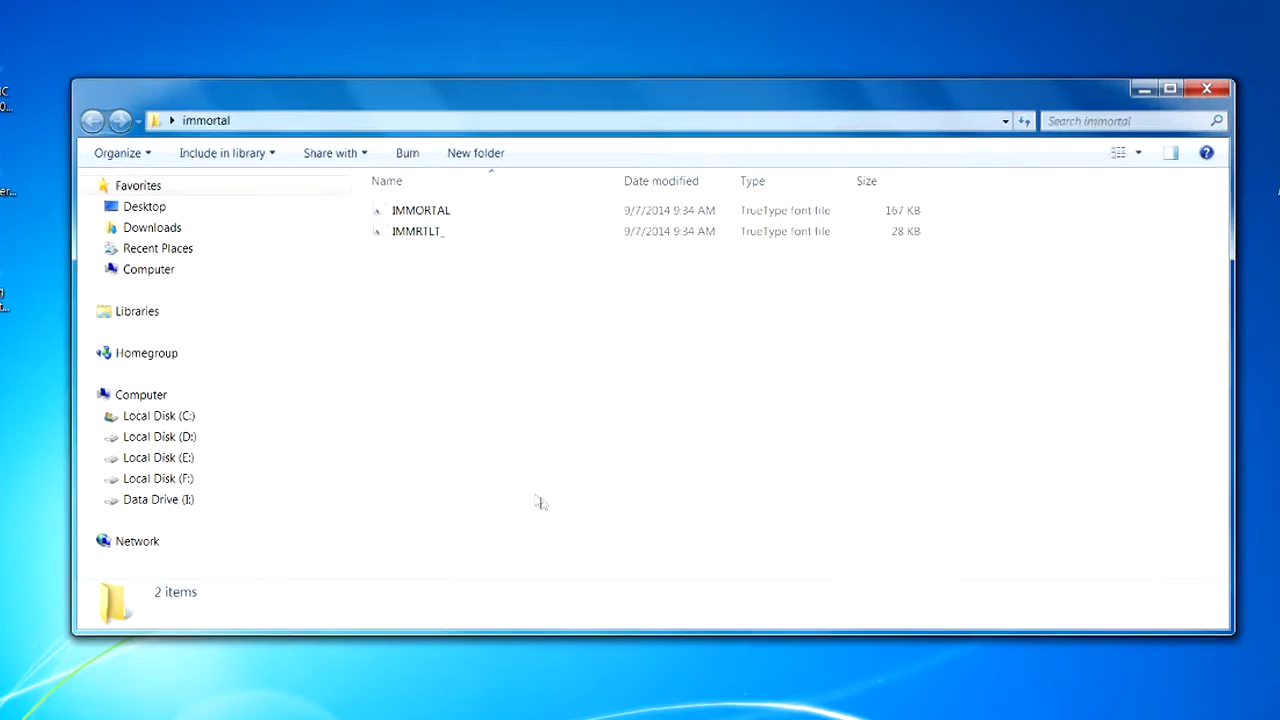 immortal
Search immortal
Organize
Include in library
Share with
Burn
New folder
Favorites
Desktop
Downloads
Recent Places
Computer
Libraries
Homegroup
Computer
Local Disk (C:)
Local Disk (D:)
Local Disk (E:)
Local Disk (F:)
Data Drive (I:)
Network
Name Date modified Type Size
IMMORTAL 9/7/2014 9:34 AM TrueType font file 167 KB
IMMRTLT_ 9/7/2014 9:34 AM TrueType font file 28 KB
2 items